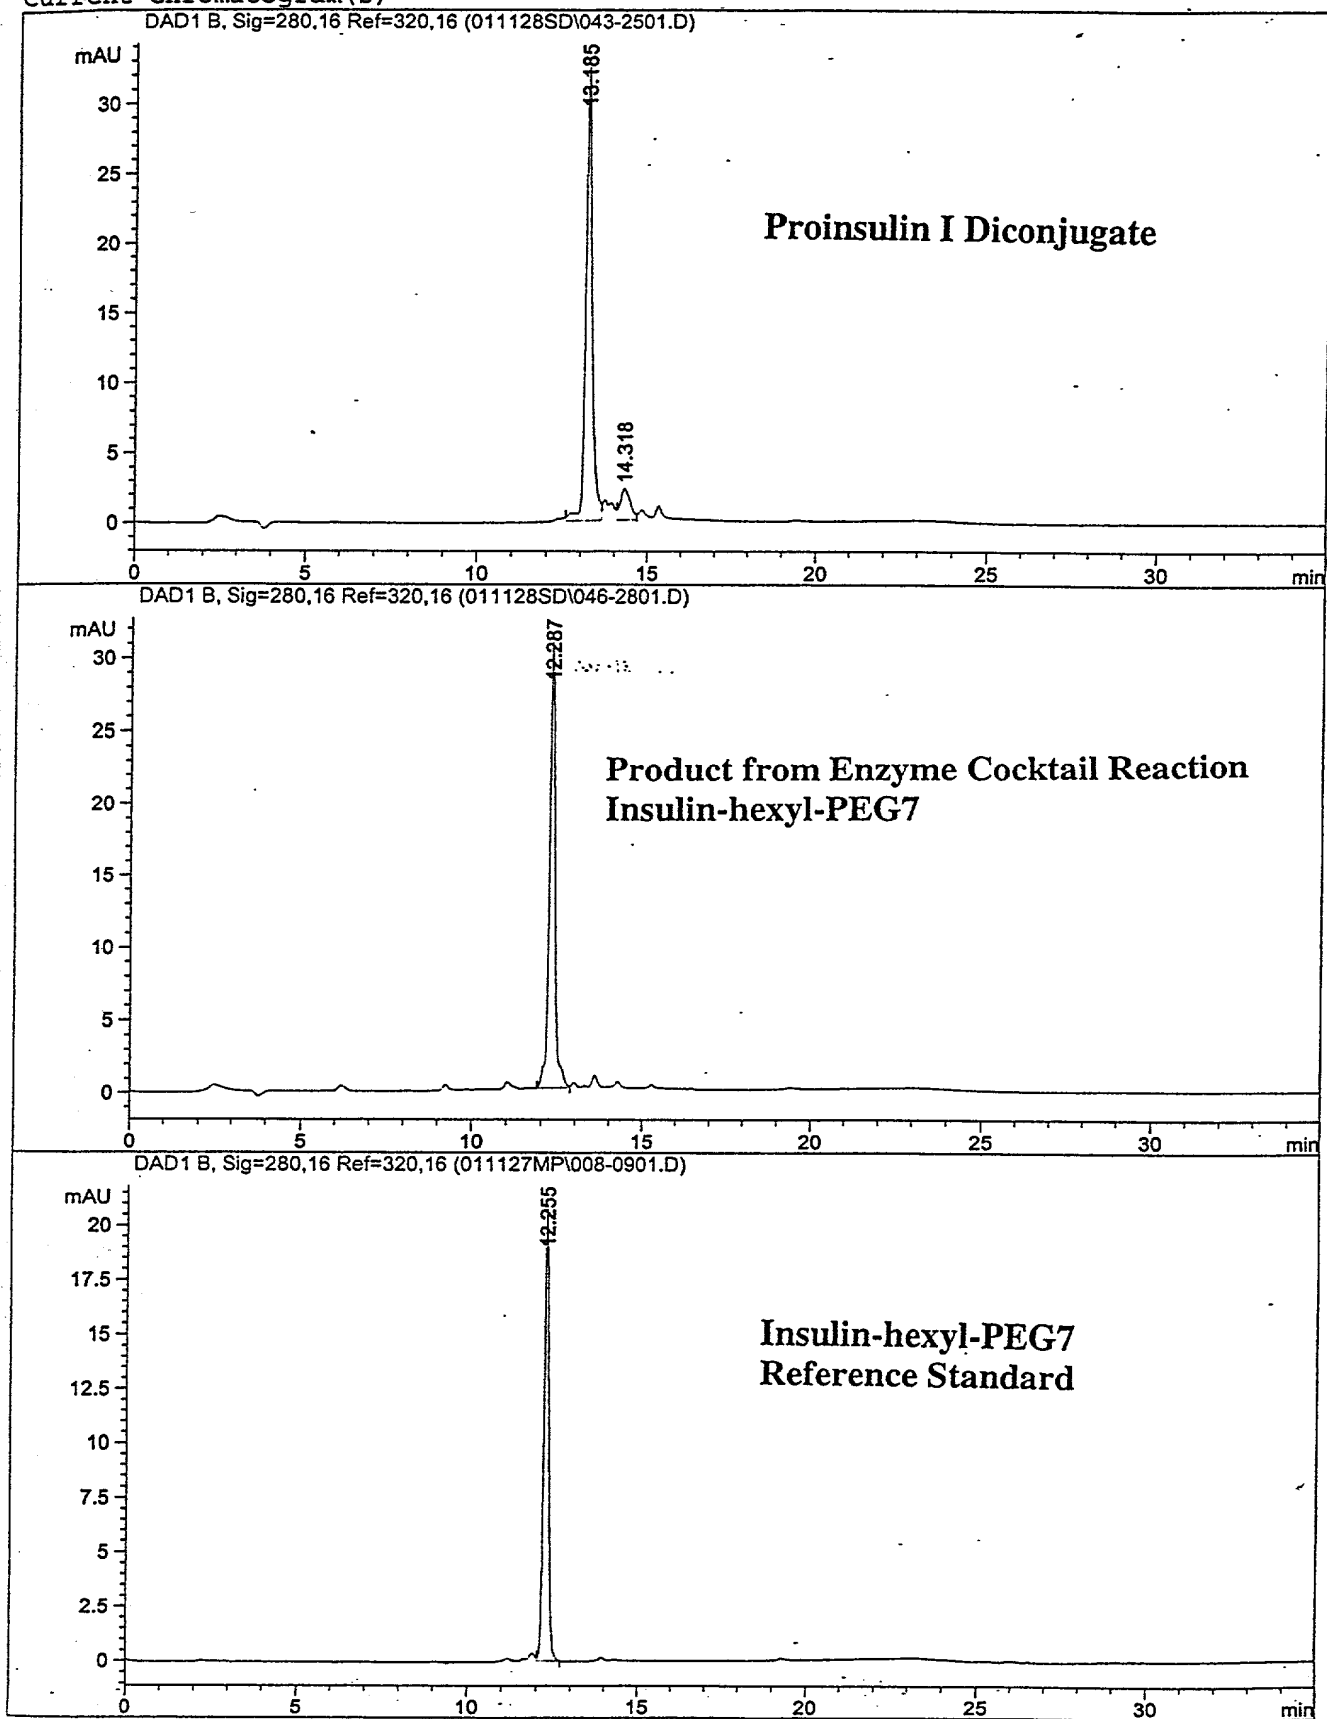 Current Chromatogram(s)
DAD1 B, Sig=280,16 Ref=320,16 (011128SD\043-2501.D)
mAU
13.185
30
25
Proinsulin I Diconjugate
20
15
10
14.318
5
0
0 5 10 15 20 25 30 min
DAD1 B, Sig=280,16 Ref=320,16 (011128SD\046-2801.D)
mAU
12.287
30
25
Product from Enzyme Cocktail Reaction
Insulin-hexyl-PEG7
20
15
10
5
0
0 5 10 15 20 25 30 min
DAD1 B, Sig=280,16 Ref=320,16 (011127MP\008-0901.D)
mAU
12.255
20
17.5
15
Insulin-hexyl-PEG7
Reference Standard
12.5
10
7.5
5
2.5
0
0 5 10 15 20 25 30 min